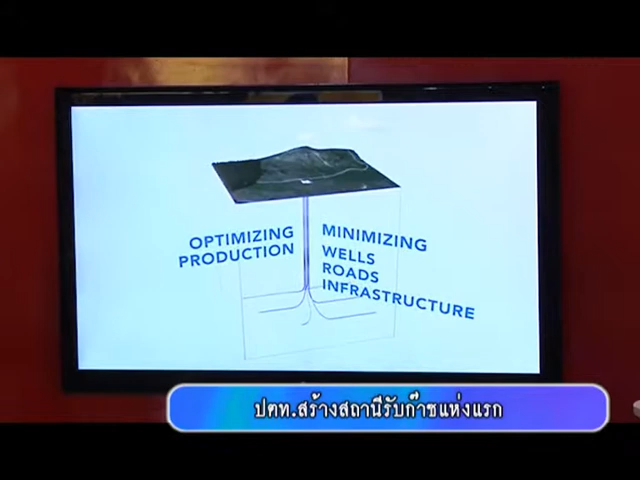 OPTIMIZING
PRODUCTION
MINIMIZING
WELLS
ROADS
INFRASTRUCTURE
ปตท.สร้างสถานีรับก๊าซแห่งแรก